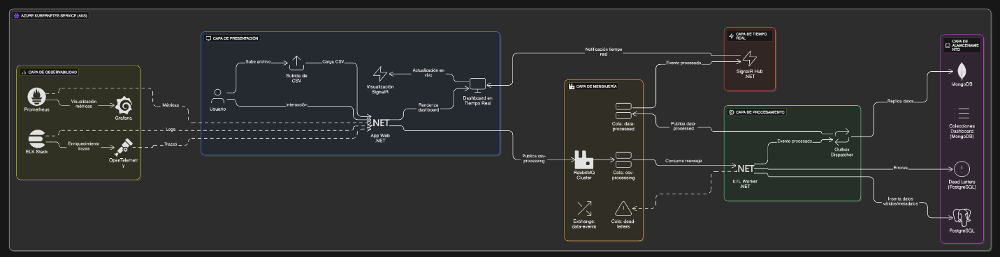 AZURE KUBERNETES SERVICE (AKS)
CAPA DE OBSERVABILIDAD
Prometheus
Visualización
métricas
Grafana
ELK Stack
Enriquecimiento
trazas
OpenTelemetr
y
Métricas
Logs
Trazas
CAPA DE PRESENTACIÓN
Usuario
Sube archivo
Subida de
CSV
Carga CSV
Interacción
.NET
App Web
.NET
Visualización
SignalR
Actualización en
vivo
Renderiza
dashboard
Dashboard en
Tiempo Real
Notificación tiempo
real
Publica csv-
processing
CAPA DE MENSAJERÍA
Cola: data-
processed
RabbitMQ
Cluster
Cola: csv-
processing
Exchange:
data-events
Cola: dead-
letters
Evento procesado
Publica data-
processed
Consume mensaje
CAPA DE TIEMPO
REAL
SignalR Hub
.NET
CAPA DE PROCESAMIENTO
.NET
ETL Worker
.NET
Evento procesado
Outbox
Dispatcher
Replica datos
Errores
Inserta datos
válidos/metadatos
CAPA DE
ALMACENAMIE
NTO
MongoDB
Colecciones
Dashboard
(MongoDB)
Dead Letters
(PostgreSQL)
PostgreSQL